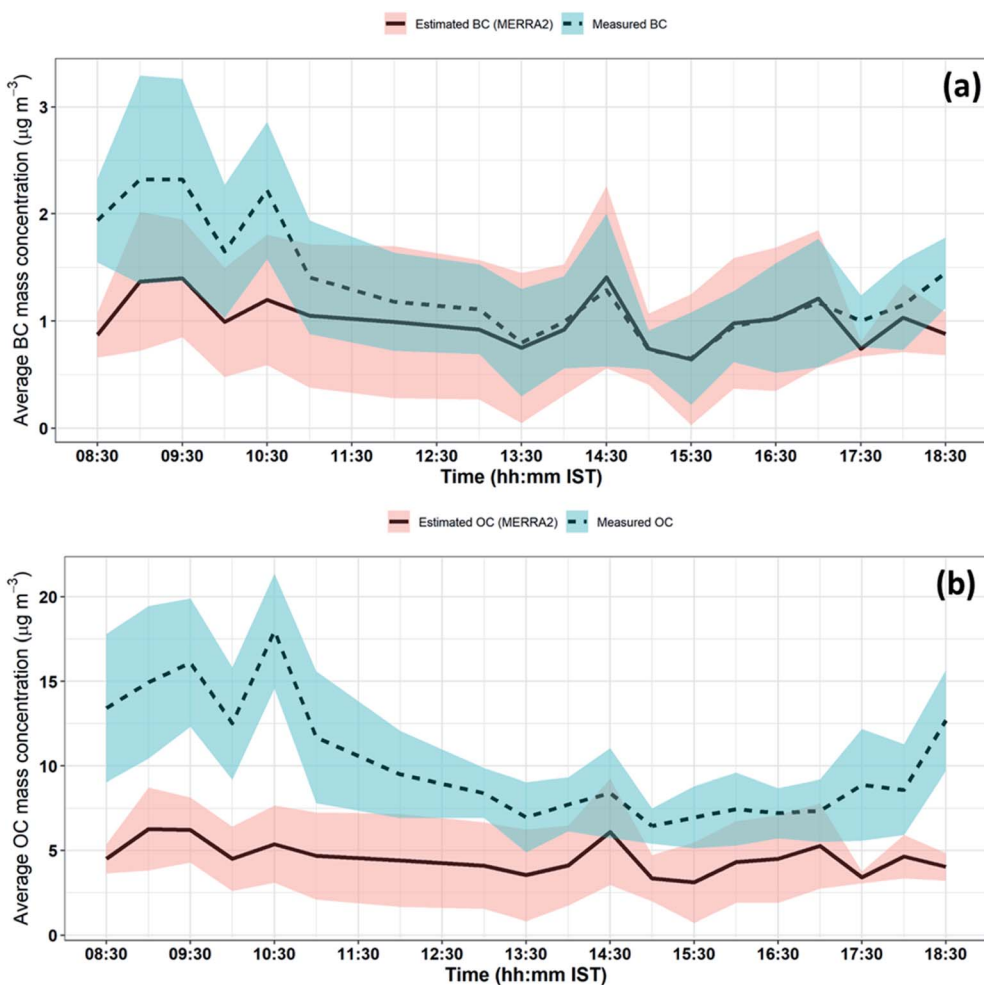 Estimated BC (MERRA2) Measured BC
(a)
Average BC mass concentration (μg m⁻³)
3
2
1
0
08:30 09:30 10:30 11:30 12:30 13:30 14:30 15:30 16:30 17:30 18:30
Time (hh:mm IST)
Estimated OC (MERRA2) Measured OC
(b)
Average OC mass concentration (μg m⁻³)
20
15
10
5
0
08:30 09:30 10:30 11:30 12:30 13:30 14:30 15:30 16:30 17:30 18:30
Time (hh:mm IST)